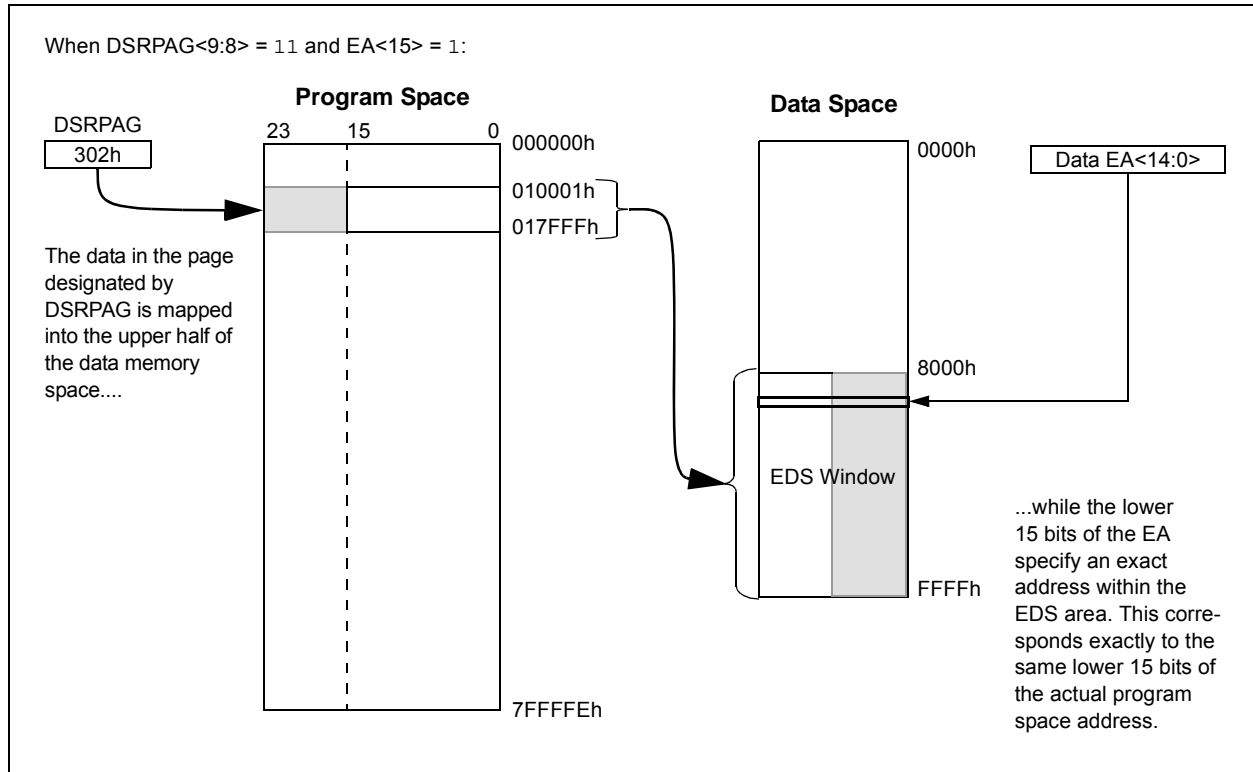 When DSRPAG<9:8> = 11 and EA<15> = 1:
Program Space
Data Space
DSRPAG
302h
23 15 0
000000h
010001h
017FFFh
The data in the page
designated by
DSRPAG is mapped
into the upper half of
the data memory
space....
7FFFFEh
0000h
8000h
EDS Window
FFFFh
Data EA<14:0>
...while the lower
15 bits of the EA
specify an exact
address within the
EDS area. This corre-
sponds exactly to the
same lower 15 bits of
the actual program
space address.